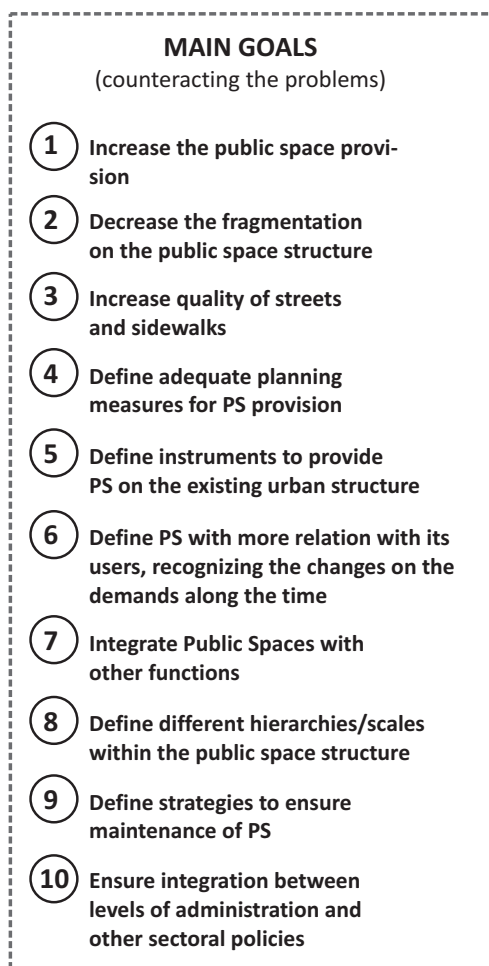 MAIN GOALS
(counteracting the problems)
1 Increase the public space provi-
sion
2 Decrease the fragmentation
on the public space structure
3 Increase quality of streets
and sidewalks
4 Define adequate planning
measures for PS provision
5 Define instruments to provide
PS on the existing urban structure
6 Define PS with more relation with its
users, recognizing the changes on the
demands along the time
7 Integrate Public Spaces with
other functions
8 Define different hierarchies/scales
within the public space structure
9 Define strategies to ensure
maintenance of PS
10 Ensure integration between
levels of administration and
other sectoral policies